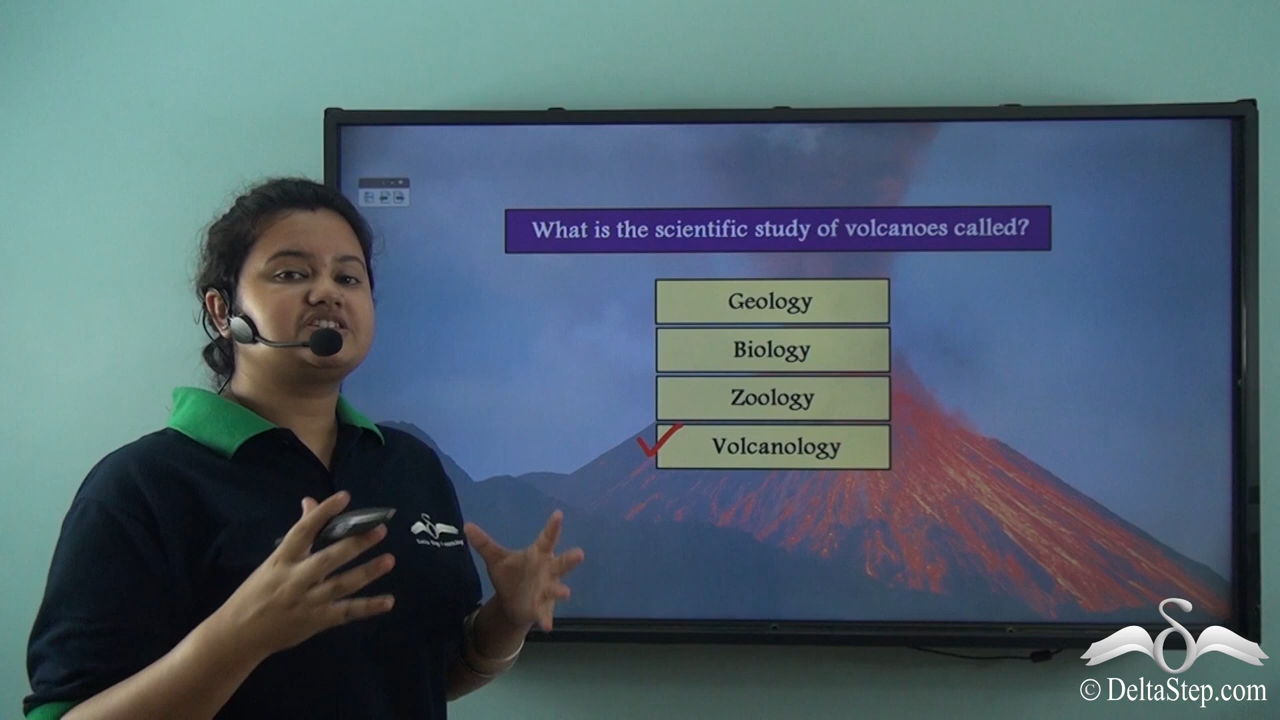 What is the scientific study of volcanoes called?
Geology
Biology
Zoology
Volcanology
© DeltaStep.com